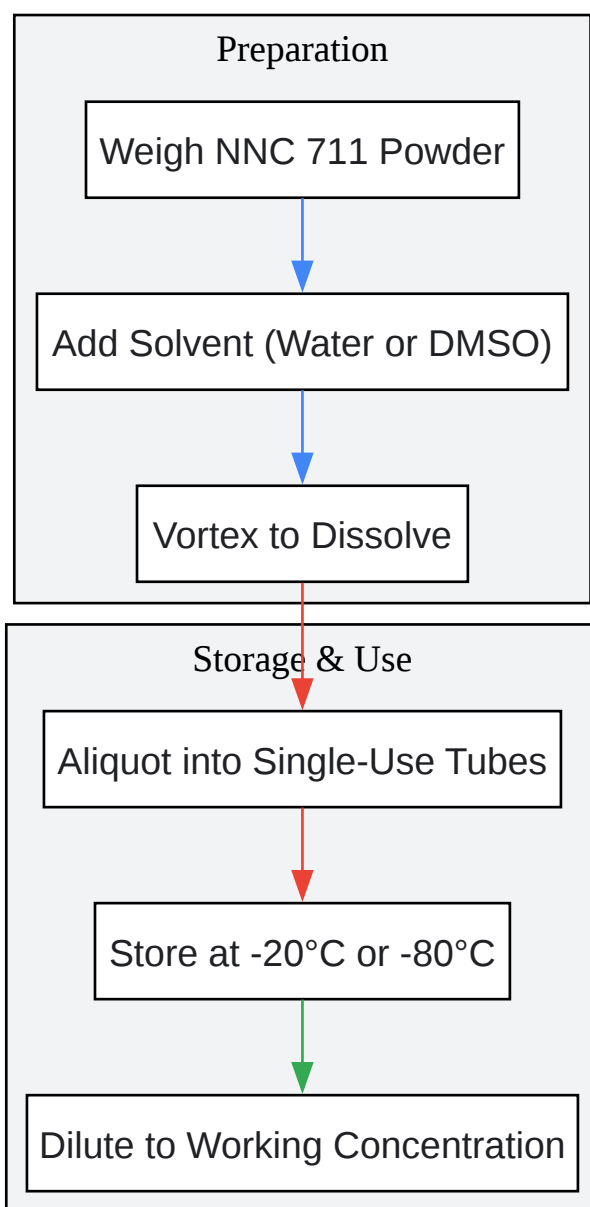 Preparation
Weigh NNC 711 Powder
Add Solvent (Water or DMSO)
Vortex to Dissolve
Storage & Use
Aliquot into Single-Use Tubes
Store at -20°C or -80°C
Dilute to Working Concentration